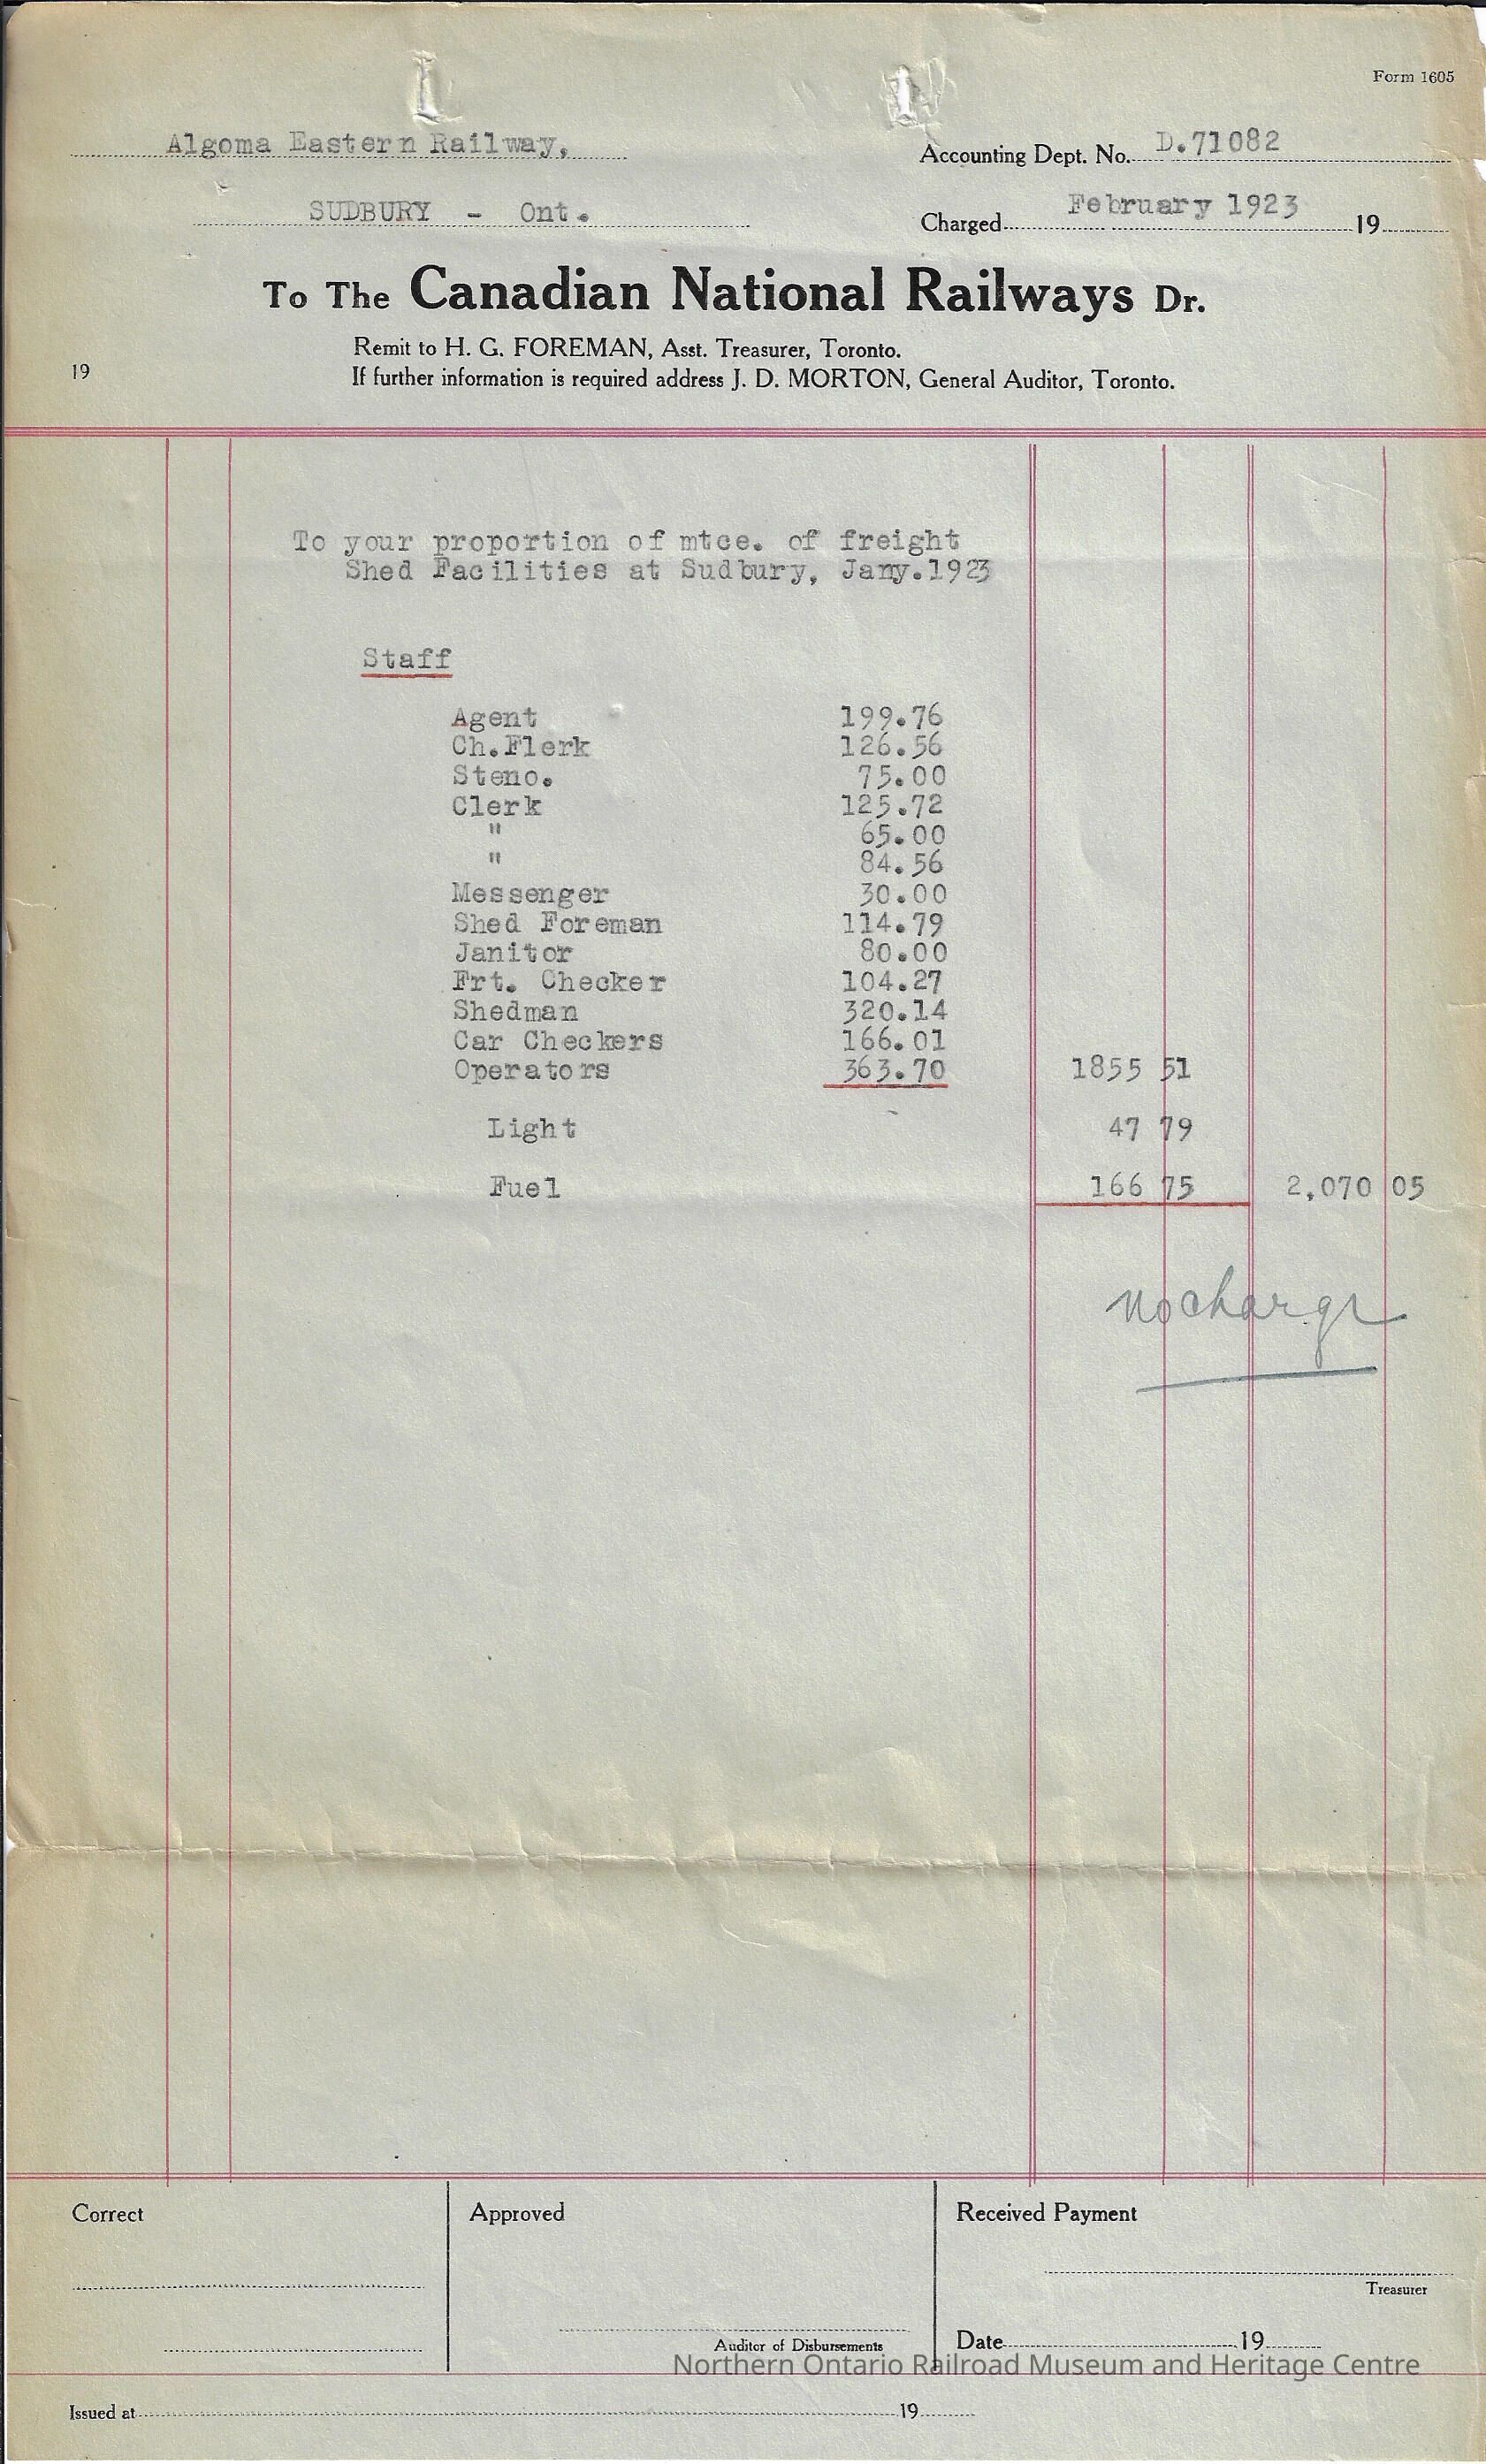 Form 1605
Algoma Eastern Railway,
Accounting Dept. No. D.71082
SUDBURY - Ont.
Charged February 1923 19
To The Canadian National Railways Dr.
Remit to H. G. FOREMAN, Asst. Treasurer, Toronto.
19
If further information is required address J. D. MORTON, General Auditor, Toronto.
To your proportion of mtce. of freight
Shed Facilities at Sudbury, Jany.1923
Staff
Agent 199.76
Ch.Flerk 126.56
Steno. 75.00
Clerk 125.72
" 65.00
" 84.56
Messenger 30.00
Shed Foreman 114.79
Janitor 80.00
Frt. Checker 104.27
Shedman 320.14
Car Checkers 166.01
Operators 363.70 1855 51
Light 47 79
Fuel 166 75 2,070 05
no charge
Correct
Approved
Received Payment
Treasurer
Auditor of Disbursements
Date 19
Northern Ontario Railroad Museum and Heritage Centre
Issued at 19